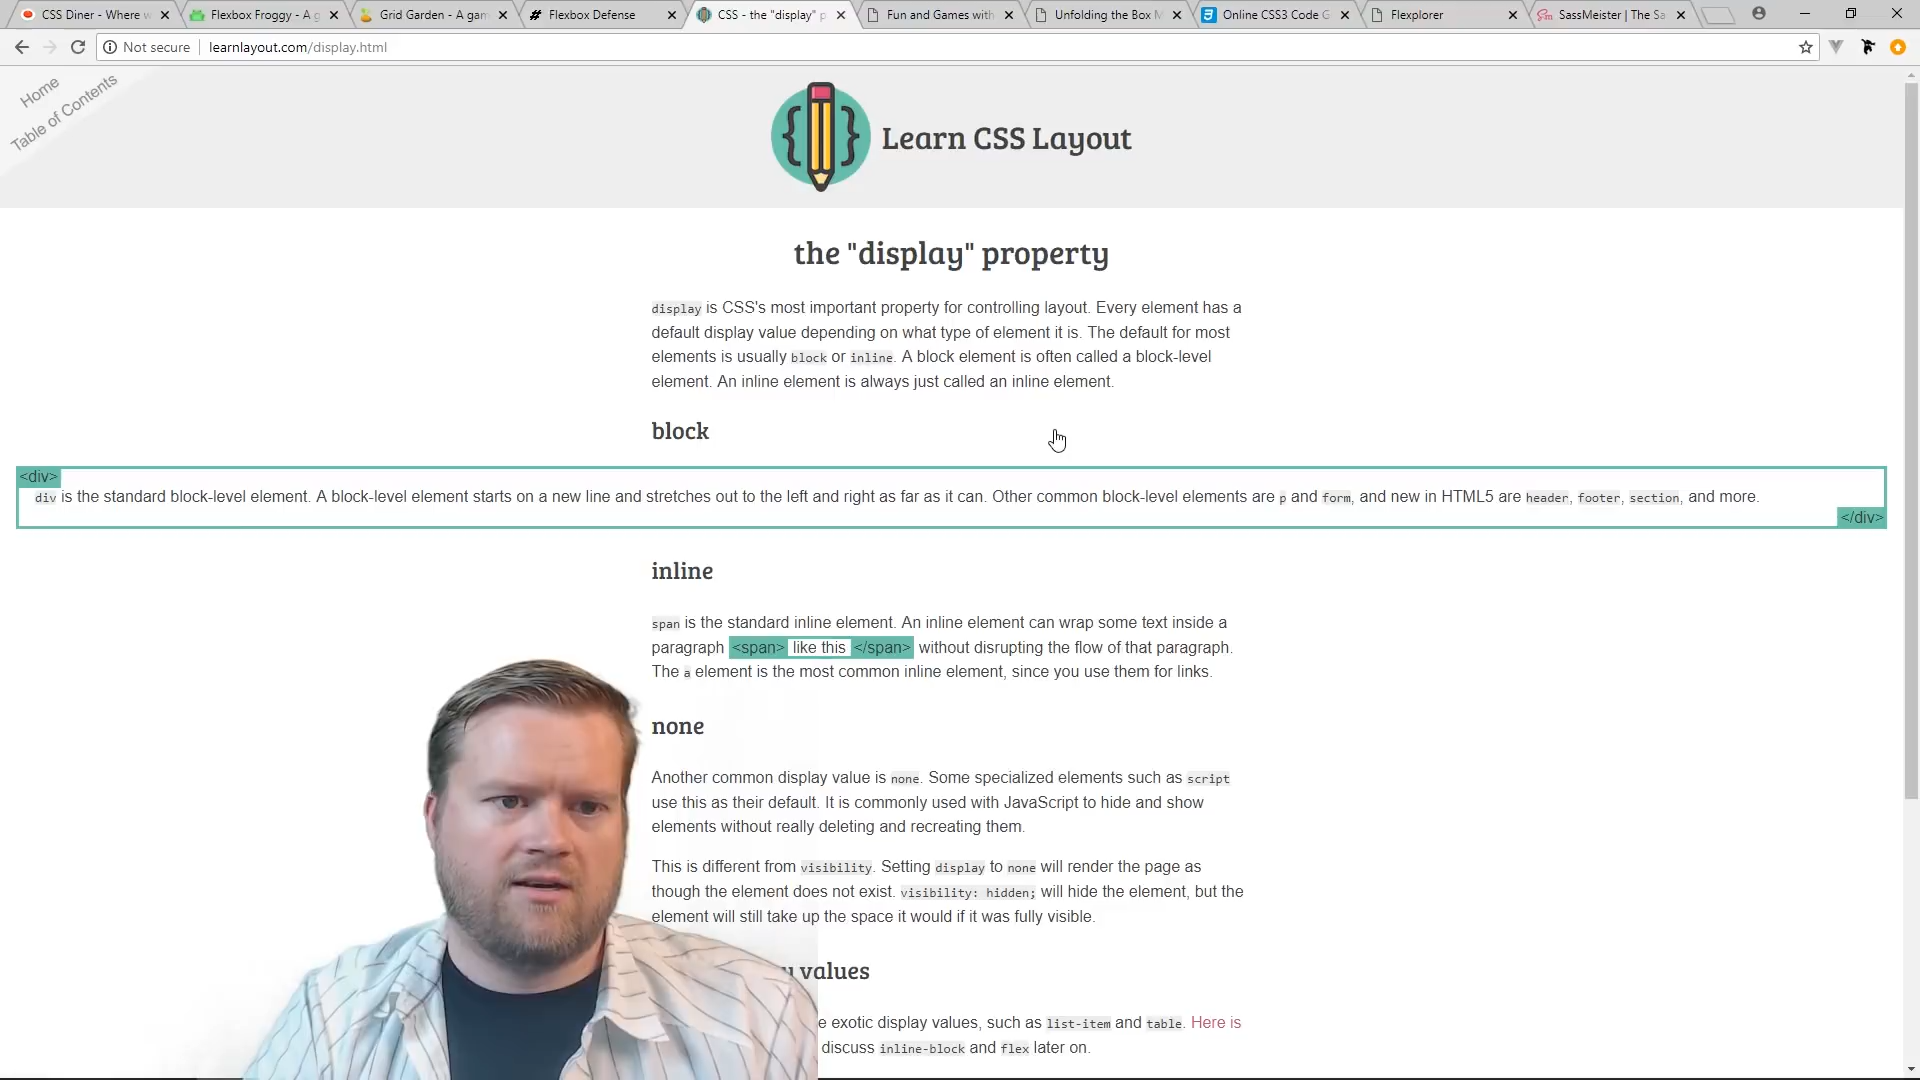 CSS Diner - Where w
Flexbox Froggy - A g
Grid Garden - A gam
Flexbox Defense
CSS - the "display" p
Fun and Games with
Unfolding the Box M
Online CSS3 Code G
Flexplorer
SassMeister | The Sa
Not secure
learnlayout.com/display.html
Home
Table of Contents
Learn CSS Layout
the "display" property
display is CSS's most important property for controlling layout. Every element has a
default display value depending on what type of element it is. The default for most
elements is usually block or inline. A block element is often called a block-level
element. An inline element is always just called an inline element.
block
<div>
div is the standard block-level element. A block-level element starts on a new line and stretches out to the left and right as far as it can. Other common block-level elements are p and form, and new in HTML5 are header, footer, section, and more.
</div>
inline
span is the standard inline element. An inline element can wrap some text inside a
paragraph <span> like this </span> without disrupting the flow of that paragraph.
The a element is the most common inline element, since you use them for links.
none
Another common display value is none. Some specialized elements such as script
use this as their default. It is commonly used with JavaScript to hide and show
elements without really deleting and recreating them.
This is different from visibility. Setting display to none will render the page as
though the element does not exist. visibility: hidden; will hide the element, but the
element will still take up the space it would if it was fully visible.
values
exotic display values, such as list-item and table. Here is
discuss inline-block and flex later on.